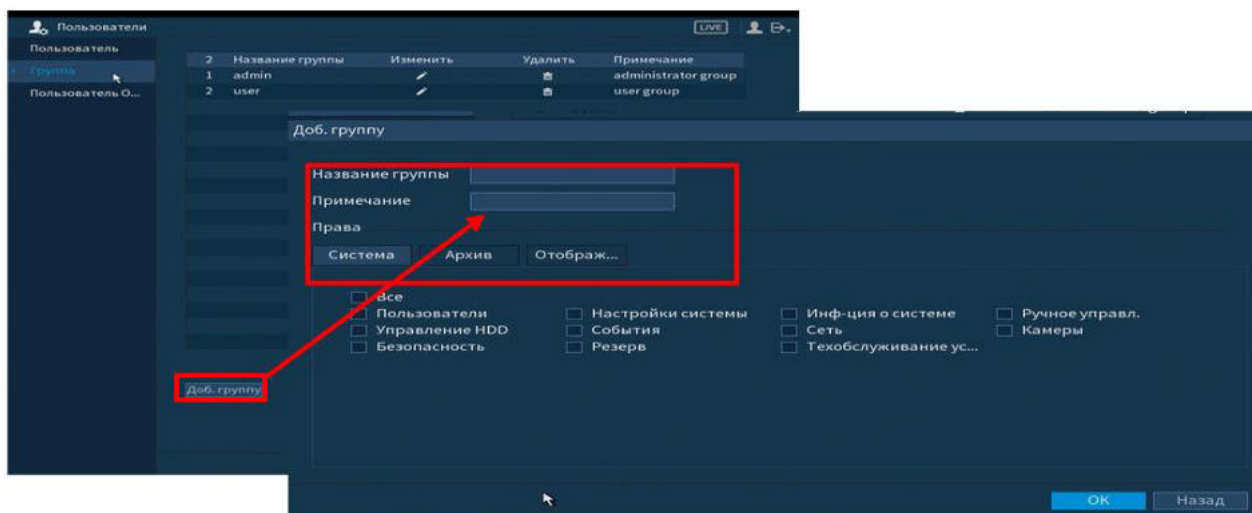 Пользователи
LIVE
Пользователь
Группа
Пользователь О...
2 Название группы Изменить Удалить Примечание
1 admin administrator group
2 user user group
Доб. группу
Доб. группу
Название группы
Примечание
Права
Система Архив Отображ...
Все
Пользователи Настройки системы Инф-ция о системе Ручное управл.
Управление HDD События Сеть Камеры
Безопасность Резерв Техобслуживание ус...
ОК Назад